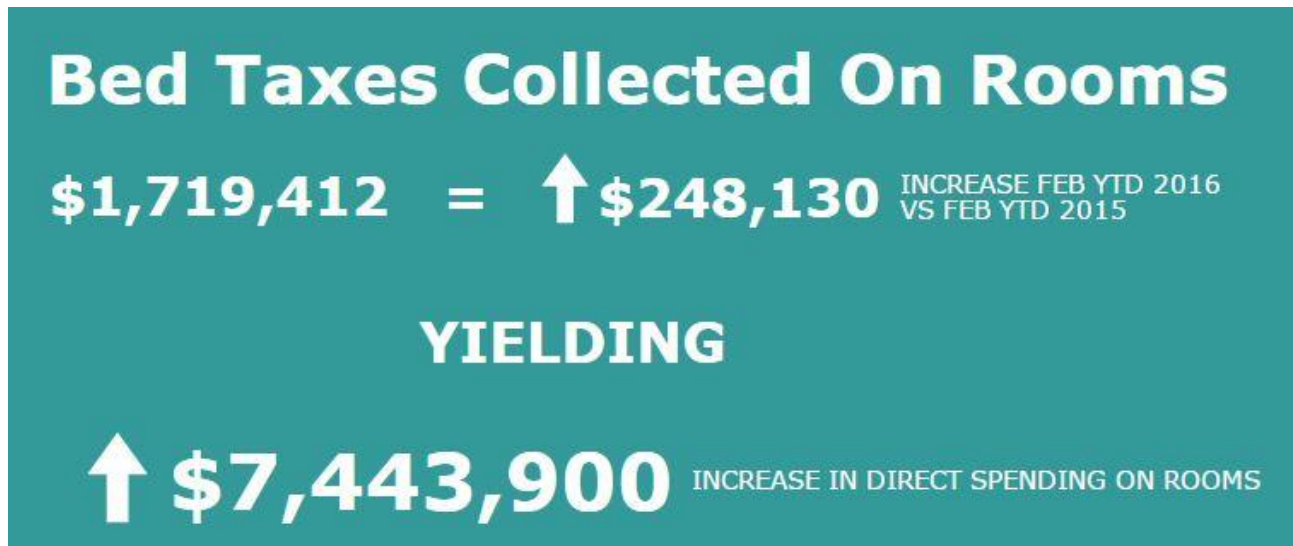 Bed Taxes Collected On Rooms
$1,719,412 = $248,130 INCREASE FEB YTD 2016
VS FEB YTD 2015
YIELDING
$7,443,900 INCREASE IN DIRECT SPENDING ON ROOMS